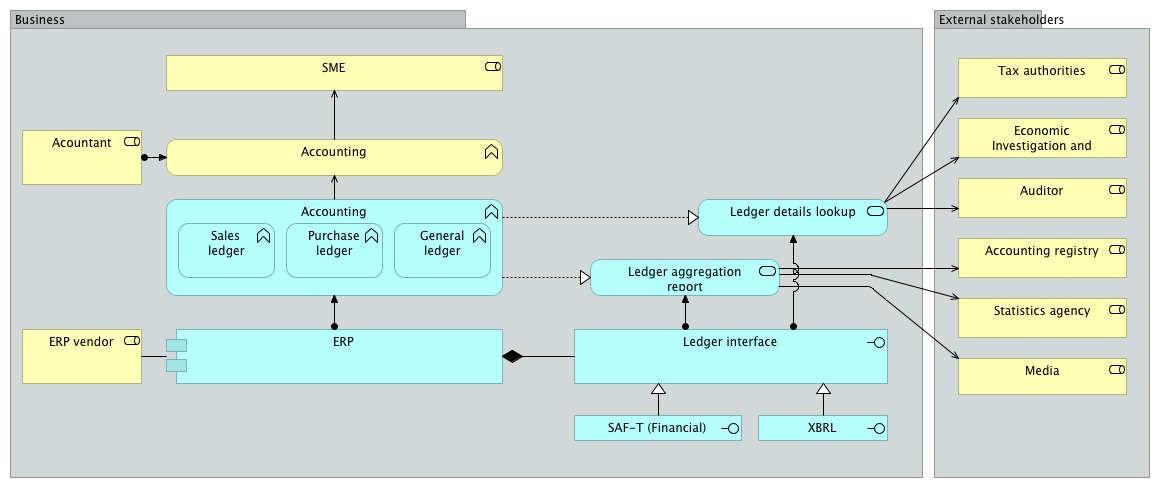 Business
External stakeholders
SME
Tax authorities
Acountant
Accounting
Economic
Investigation and
Accounting
Sales
ledger
Purchase
ledger
General
ledger
Ledger details lookup
Auditor
Ledger aggregation
report
Accounting registry
Statistics agency
ERP vendor
ERP
Ledger interface
Media
SAF-T (Financial)
XBRL